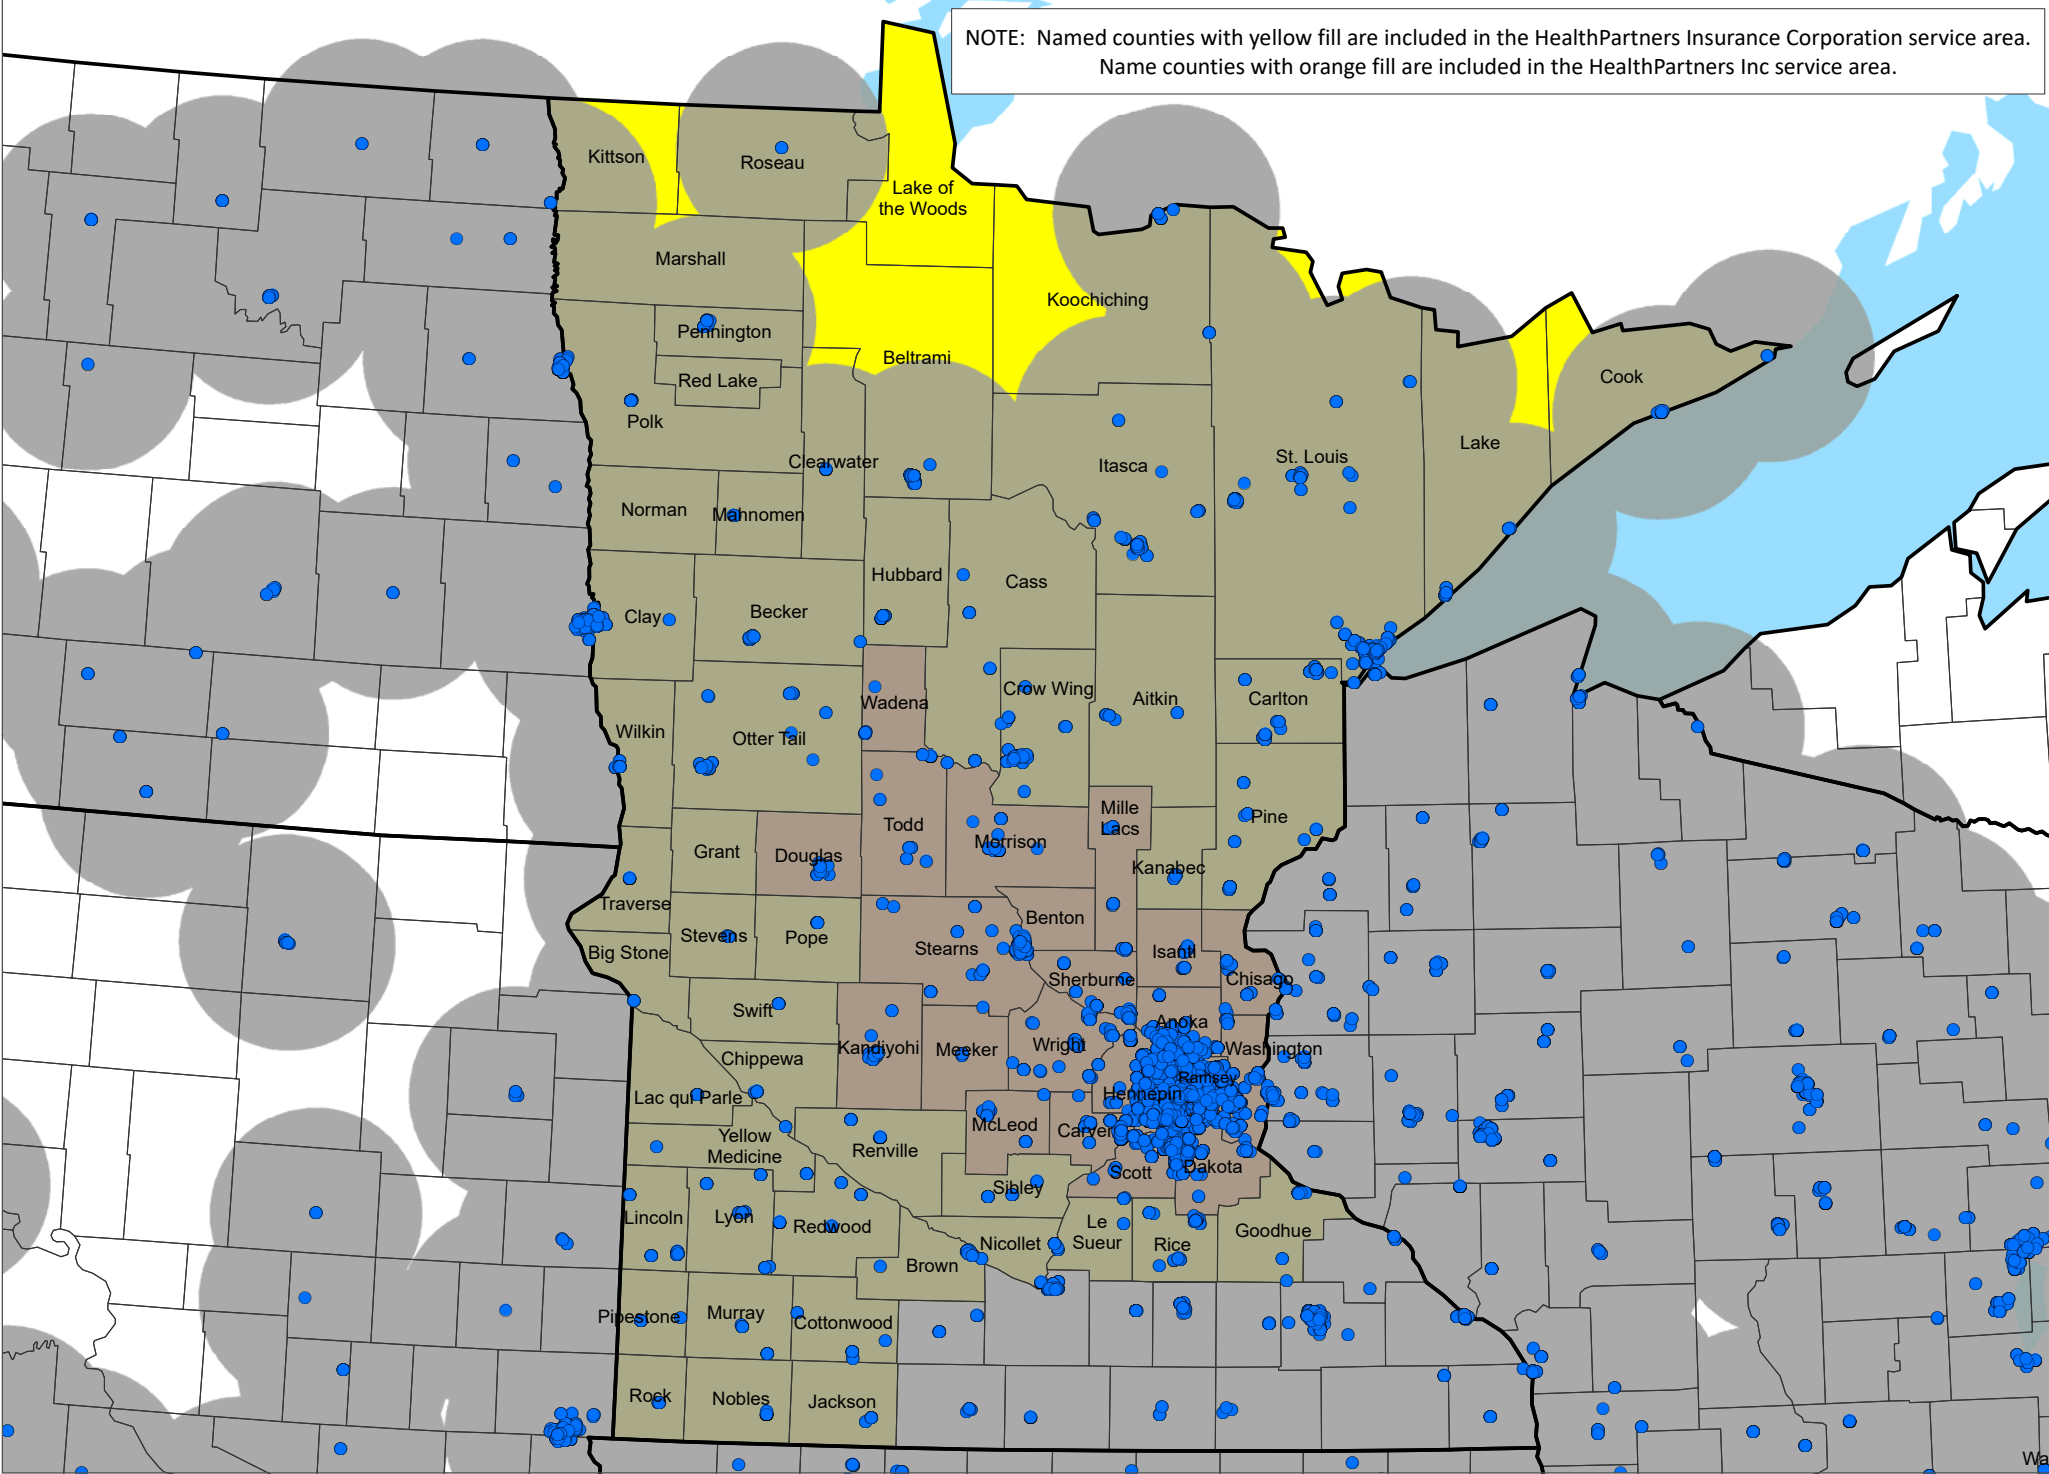 NOTE: Named counties with yellow fill are included in the HealthPartners Insurance Corporation service area.
Name counties with orange fill are included in the HealthPartners Inc service area.
Kittson
Roseau
Lake of
the Woods
Marshall
Koochiching
Pennington
Beltrami
Red Lake
Cook
Polk
Lake
Clearwater
Itasca
St. Louis
Norman
Mahnomen
Hubbard
Cass
Clay
Becker
Wadena
Crow Wing
Aitkin
Carlton
Wilkin
Otter Tail
Mille
Lacs
Pine
Todd
Morrison
Grant
Douglas
Kanabec
Traverse
Benton
Stevens
Pope
Stearns
Isanti
Big Stone
Sherburne
Chisago
Swift
Anoka
Kandiyohi
Meeker
Wright
Washington
Chippewa
Ramsey
Hennepin
Lac qui Parle
McLeod
Carver
Yellow
Medicine
Renville
Scott
Dakota
Sibley
Lincoln
Lyon
Redwood
Le
Sueur
Nicollet
Rice
Goodhue
Brown
Pipestone
Murray
Cottonwood
Rock
Nobles
Jackson
Wa